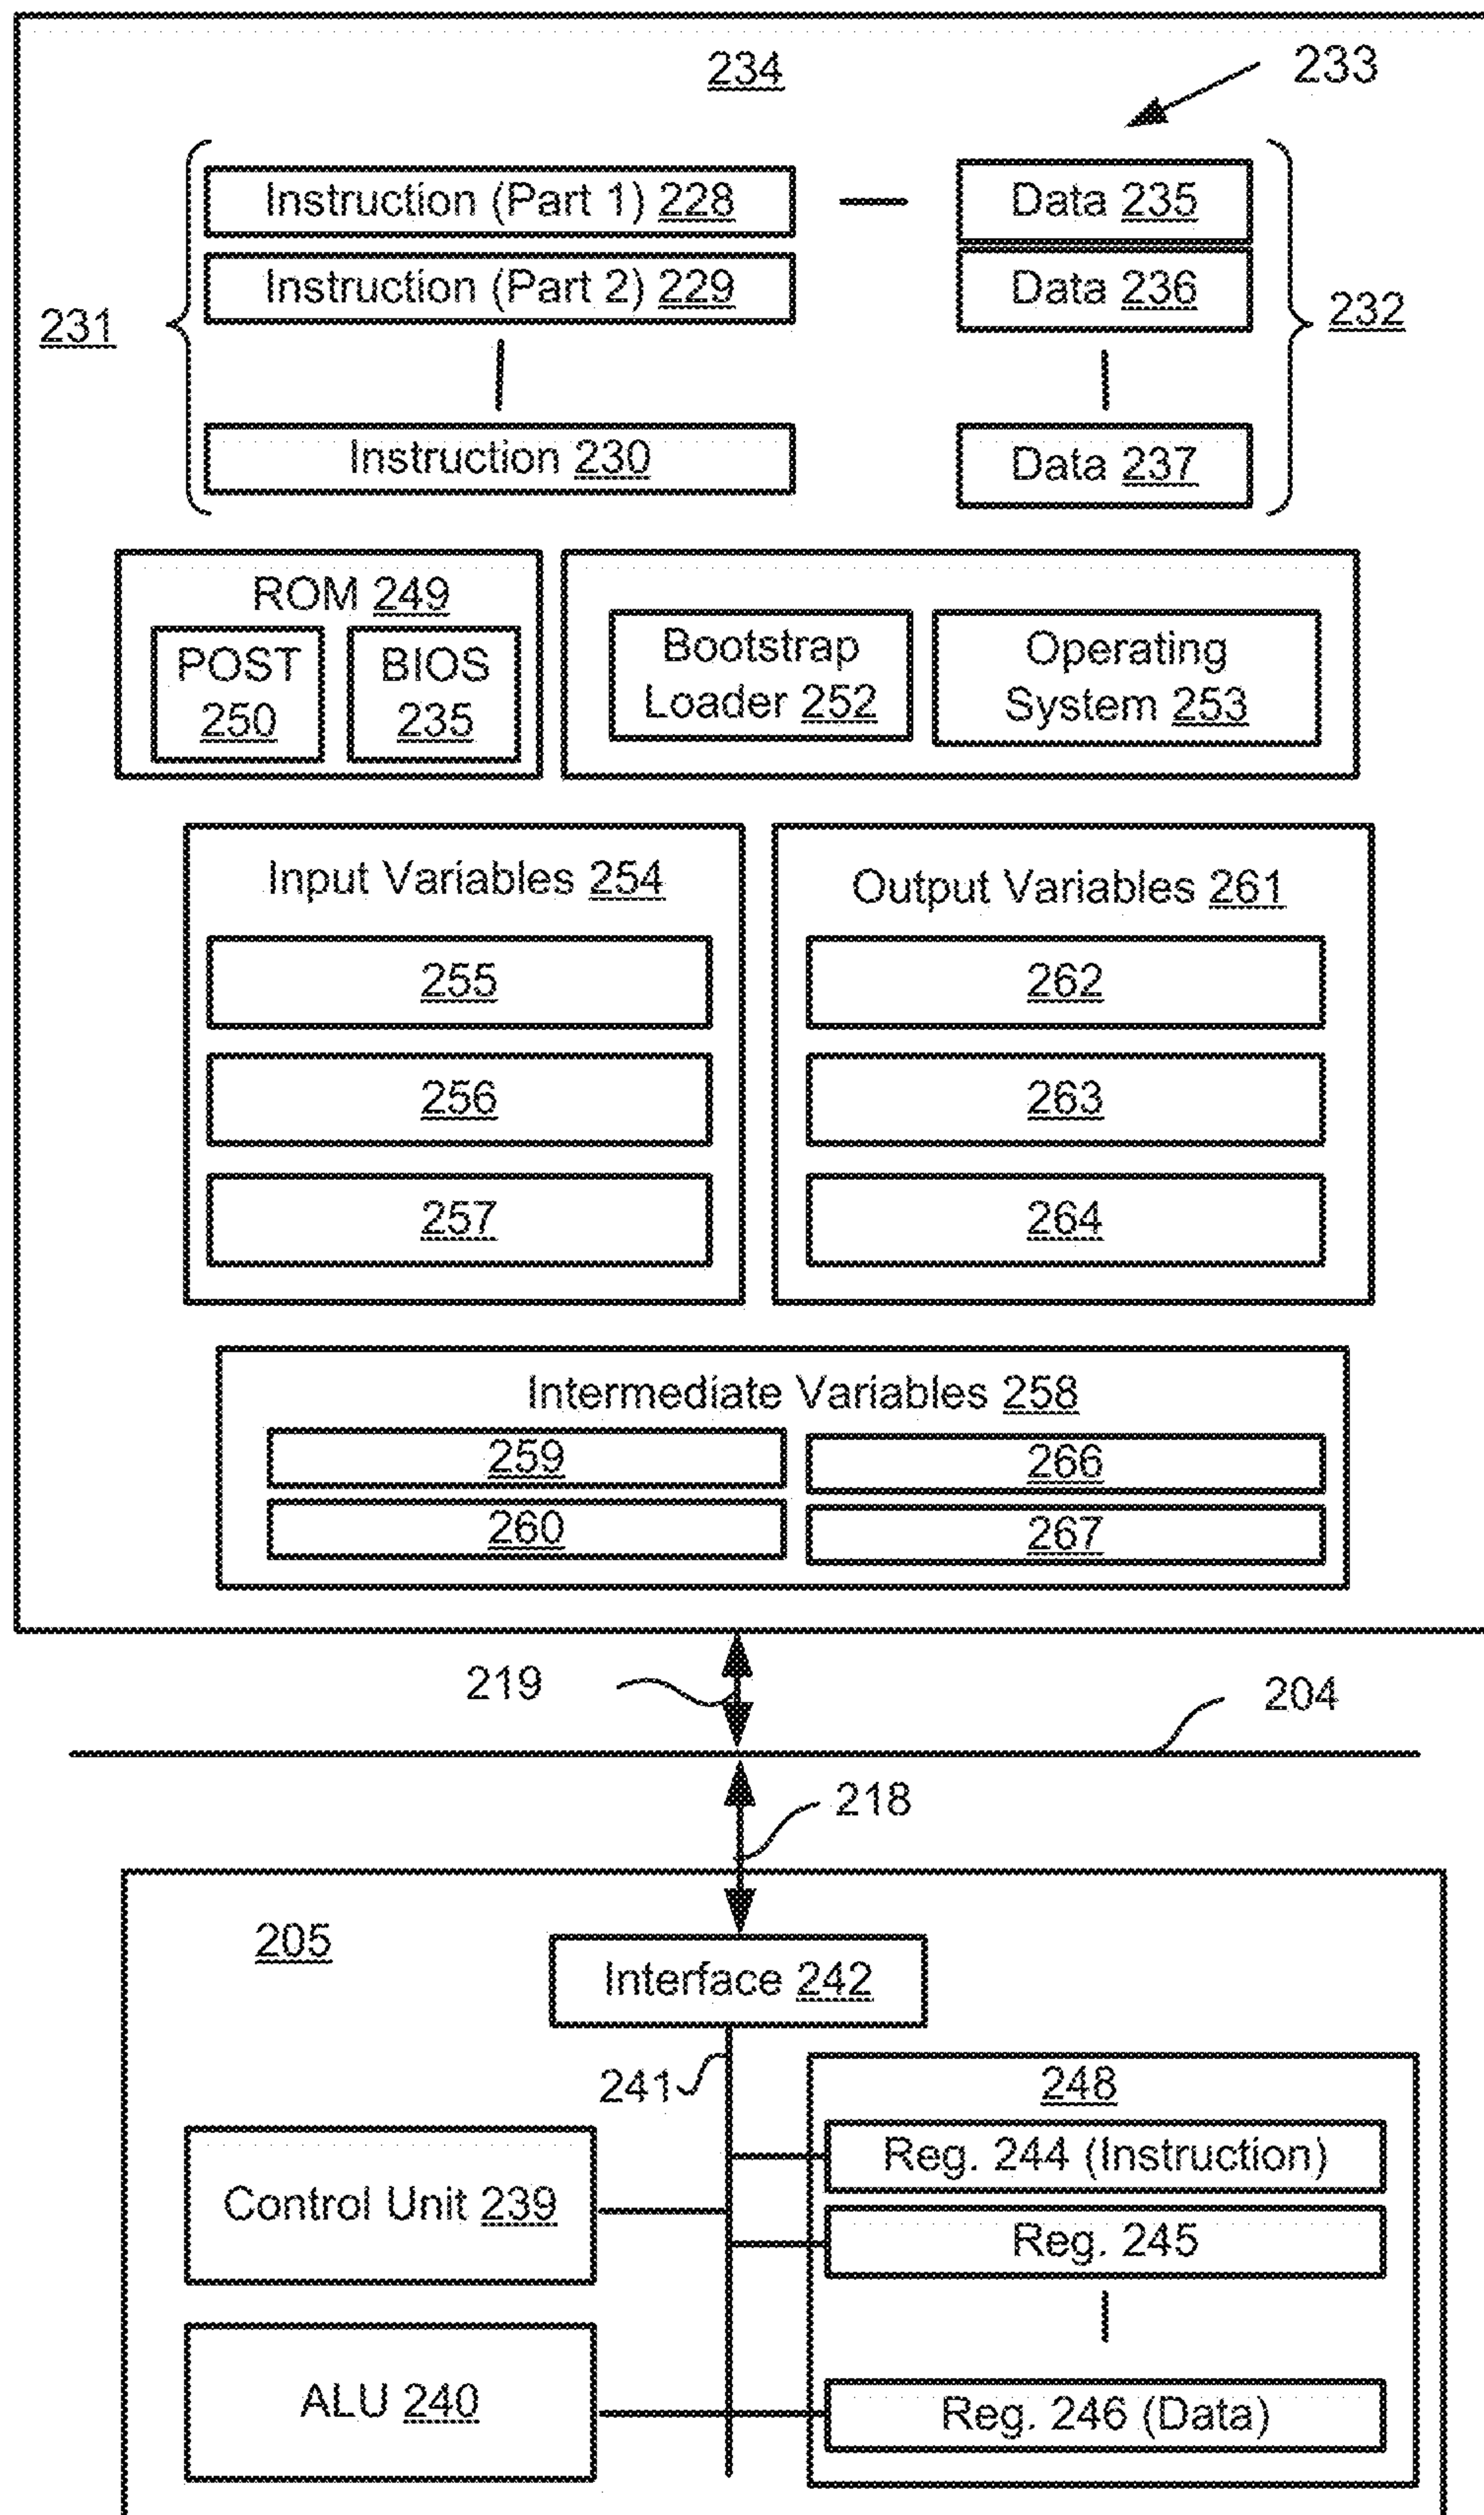 234
233
Instruction (Part 1) 228
Data 235
Instruction (Part 2) 229
Data 236
231
232
Instruction 230
Data 237
ROM 249
POST
250
BIOS
235
Bootstrap
Loader 252
Operating
System 253
Input Variables 254
255
256
257
Output Variables 261
262
263
264
Intermediate Variables 258
259
266
260
267
219
204
218
205
Interface 242
241
248
Reg. 244 (Instruction)
Control Unit 239
Reg. 245
ALU 240
Reg. 246 (Data)